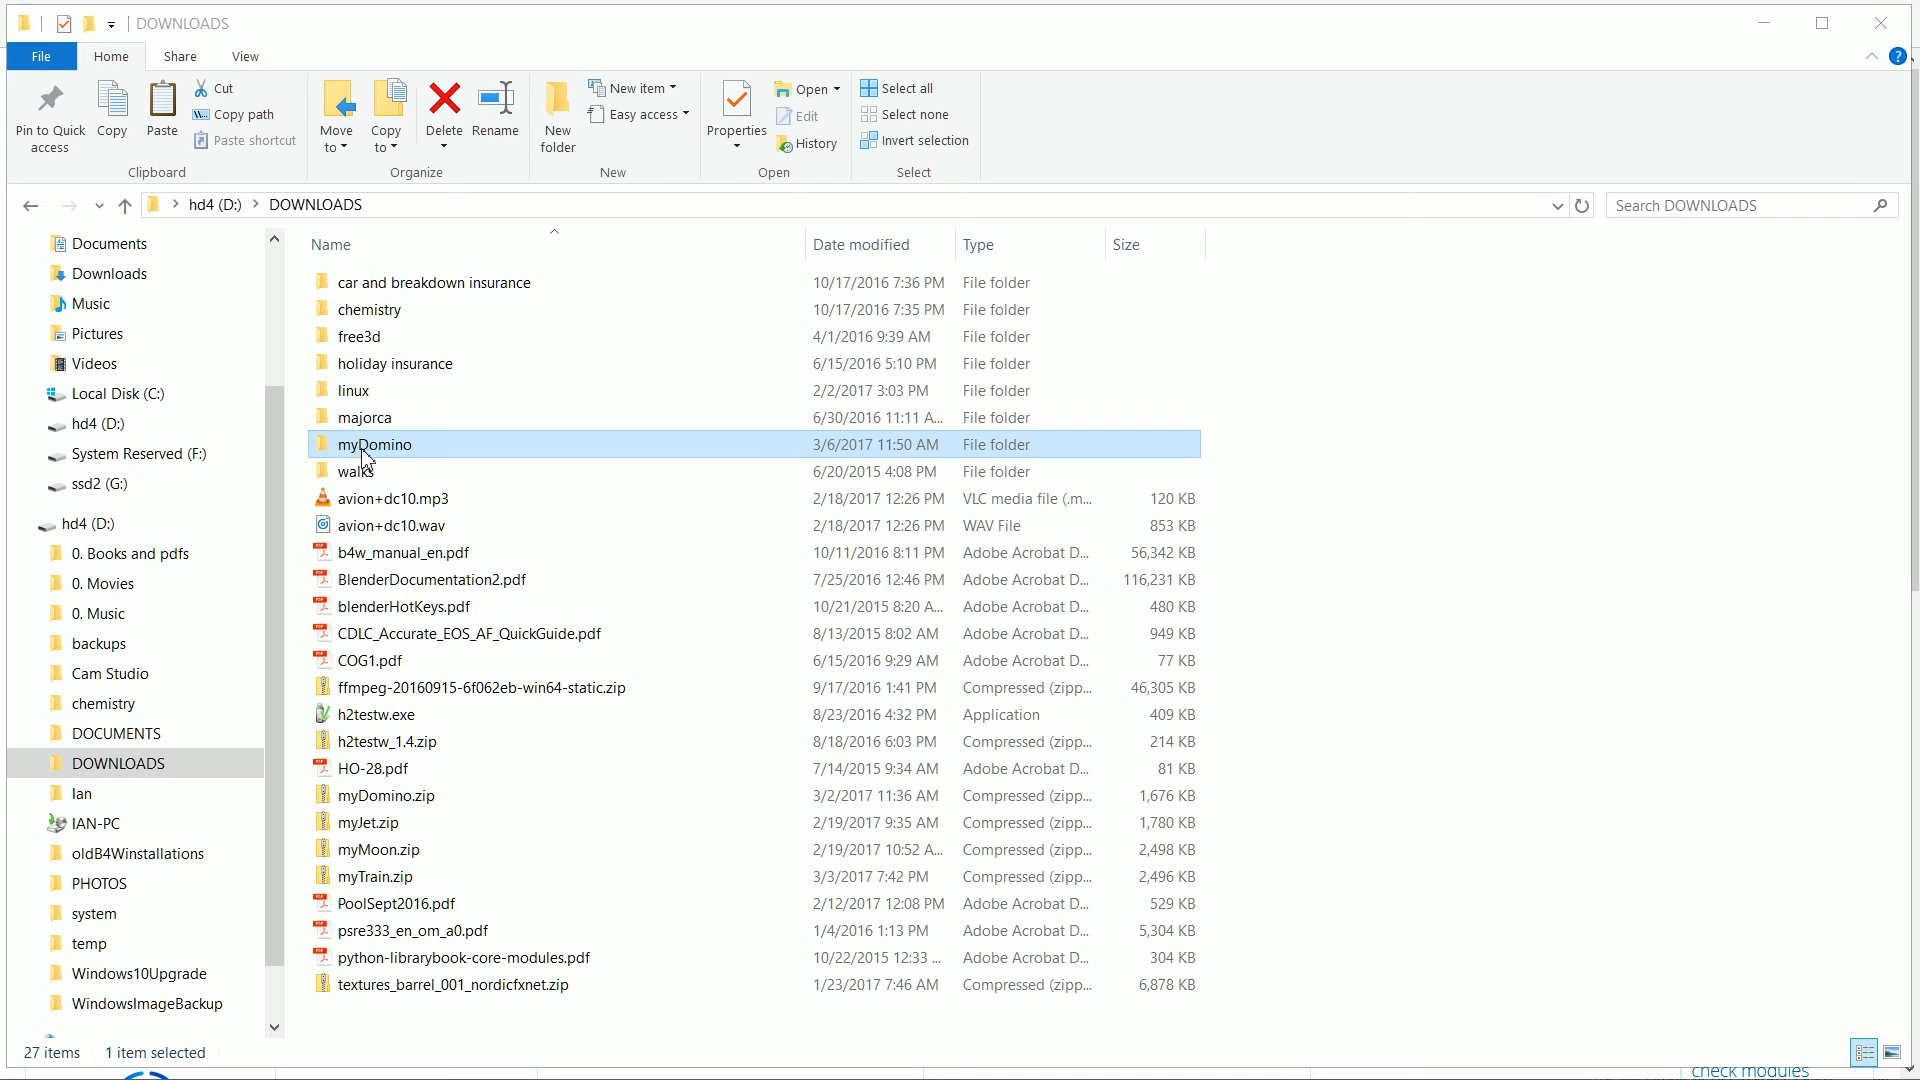 DOWNLOADS
File Home Share View
Pin to Quick access
Copy
Paste
Cut
Copy path
Paste shortcut
Clipboard
Move to
Copy to
Delete
Rename
Organize
New folder
New item
Easy access
New
Properties
Open
Edit
History
Open
Select all
Select none
Invert selection
Select
hd4 (D:) DOWNLOADS
Search DOWNLOADS
Documents
Downloads
Music
Pictures
Videos
Local Disk (C:)
hd4 (D:)
System Reserved (F:)
ssd2 (G:)
hd4 (D:)
0. Books and pdfs
0. Movies
0. Music
backups
Cam Studio
chemistry
DOCUMENTS
DOWNLOADS
Ian
IAN-PC
oldB4Winstallations
PHOTOS
system
temp
Windows10Upgrade
WindowsImageBackup
Name Date modified Type Size
car and breakdown insurance 10/17/2016 7:36 PM File folder
chemistry 10/17/2016 7:35 PM File folder
free3d 4/1/2016 9:39 AM File folder
holiday insurance 6/15/2016 5:10 PM File folder
linux 2/2/2017 3:03 PM File folder
majorca 6/30/2016 11:11 A... File folder
myDomino 3/6/2017 11:50 AM File folder
walks 6/20/2015 4:08 PM File folder
avion+dc10.mp3 2/18/2017 12:26 PM VLC media file (.m... 120 KB
avion+dc10.wav 2/18/2017 12:26 PM WAV File 853 KB
b4w_manual_en.pdf 10/11/2016 8:11 PM Adobe Acrobat D... 56,342 KB
BlenderDocumentation2.pdf 7/25/2016 12:46 PM Adobe Acrobat D... 116,231 KB
blenderHotKeys.pdf 10/21/2015 8:20 A... Adobe Acrobat D... 480 KB
CDLC_Accurate_EOS_AF_QuickGuide.pdf 8/13/2015 8:02 AM Adobe Acrobat D... 949 KB
COG1.pdf 6/15/2016 9:29 AM Adobe Acrobat D... 77 KB
ffmpeg-20160915-6f062eb-win64-static.zip 9/17/2016 1:41 PM Compressed (zipp... 46,305 KB
h2testw.exe 8/23/2016 4:32 PM Application 409 KB
h2testw_1.4.zip 8/18/2016 6:03 PM Compressed (zipp... 214 KB
HO-28.pdf 7/14/2015 9:34 AM Adobe Acrobat D... 81 KB
myDomino.zip 3/2/2017 11:36 AM Compressed (zipp... 1,676 KB
myJet.zip 2/19/2017 9:35 AM Compressed (zipp... 1,780 KB
myMoon.zip 2/19/2017 10:52 A... Compressed (zipp... 2,498 KB
myTrain.zip 3/3/2017 7:42 PM Compressed (zipp... 2,496 KB
PoolSept2016.pdf 2/12/2017 12:08 PM Adobe Acrobat D... 529 KB
psre333_en_om_a0.pdf 1/4/2016 1:13 PM Adobe Acrobat D... 5,304 KB
python-librarybook-core-modules.pdf 10/22/2015 12:33 ... Adobe Acrobat D... 304 KB
textures_barrel_001_nordicfxnet.zip 1/23/2017 7:46 AM Compressed (zipp... 6,878 KB
27 items 1 item selected
check modules